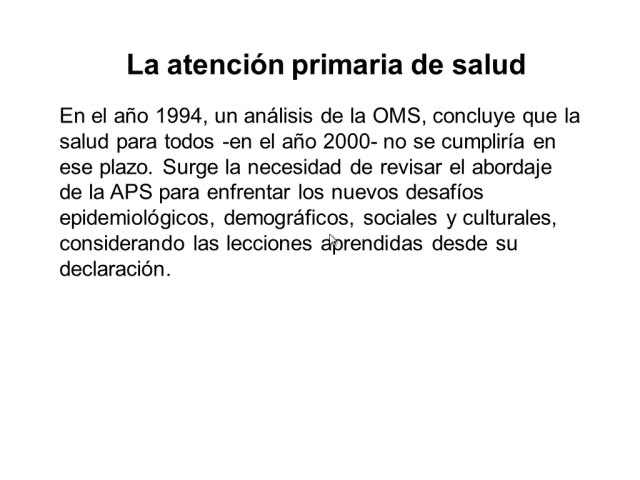 La atención primaria de salud
En el año 1994, un análisis de la OMS, concluye que la
salud para todos -en el año 2000- no se cumpliría en
ese plazo. Surge la necesidad de revisar el abordaje
de la APS para enfrentar los nuevos desafíos
epidemiológicos, demográficos, sociales y culturales,
considerando las lecciones aprendidas desde su
declaración.